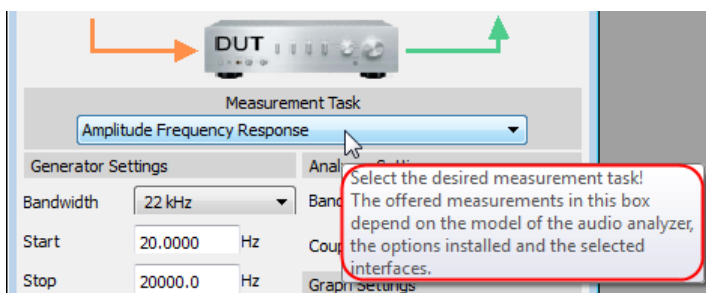 DUT
Measurement Task
Amplitude Frequency Response
Generator Settings
Bandwidth 22 kHz
Start 20.0000 Hz
Stop 20000.0 Hz
Select the desired measurement task!
The offered measurements in this box
depend on the model of the audio analyzer,
the options installed and the selected
interfaces.
Graph Settings